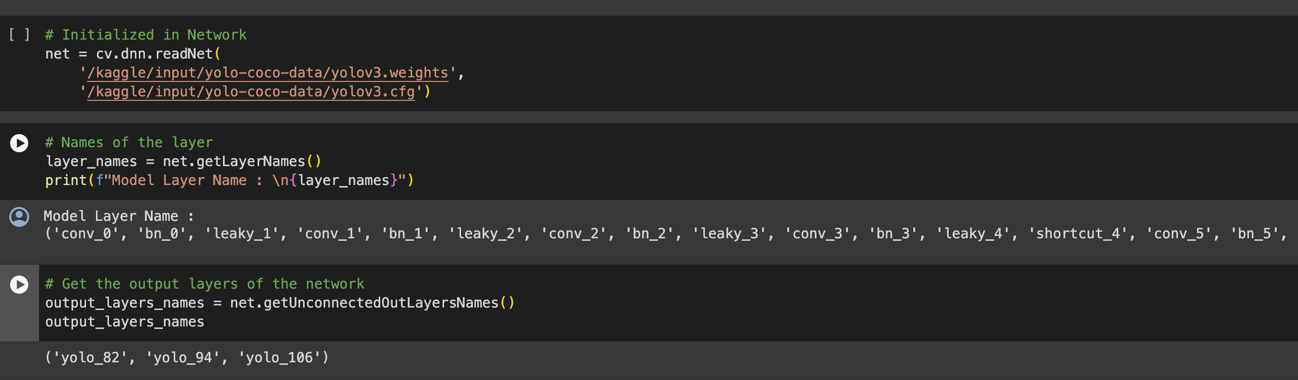 [ ] # Initialized in Network
net = cv.dnn.readNet(
'/kaggle/input/yolo-coco-data/yolov3.weights',
'/kaggle/input/yolo-coco-data/yolov3.cfg')
# Names of the layer
layer_names = net.getLayerNames()
print(f"Model Layer Name : \n{layer_names}")
Model Layer Name :
('conv_0', 'bn_0', 'leaky_1', 'conv_1', 'bn_1', 'leaky_2', 'conv_2', 'bn_2', 'leaky_3', 'conv_3', 'bn_3', 'leaky_4', 'shortcut_4', 'conv_5', 'bn_5',
# Get the output layers of the network
output_layers_names = net.getUnconnectedOutLayersNames()
output_layers_names
('yolo_82', 'yolo_94', 'yolo_106')